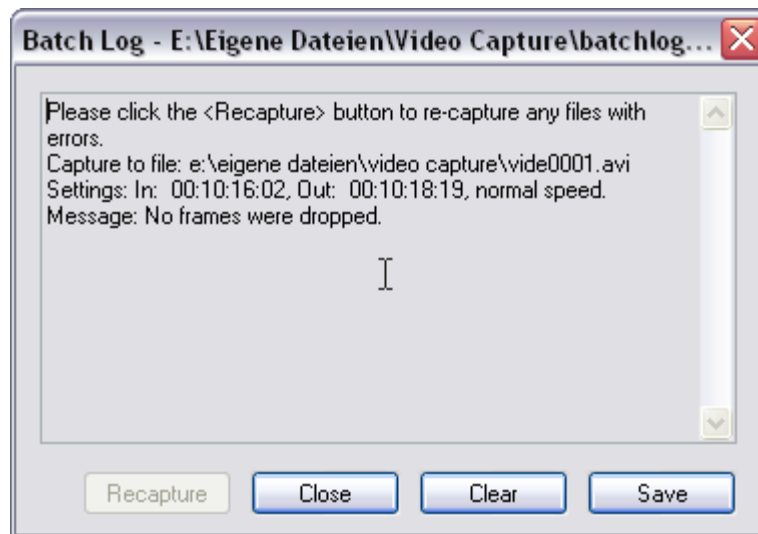 Batch Log - E:\Eigene Dateien\Video Capture\batchlog...
Please click the <Recapture> button to re-capture any files with
errors.
Capture to file: e:\eigene dateien\video capture\vide0001.avi
Settings: In:  00:10:16:02, Out:  00:10:18:19, normal speed.
Message: No frames were dropped.
Recapture
Close
Clear
Save